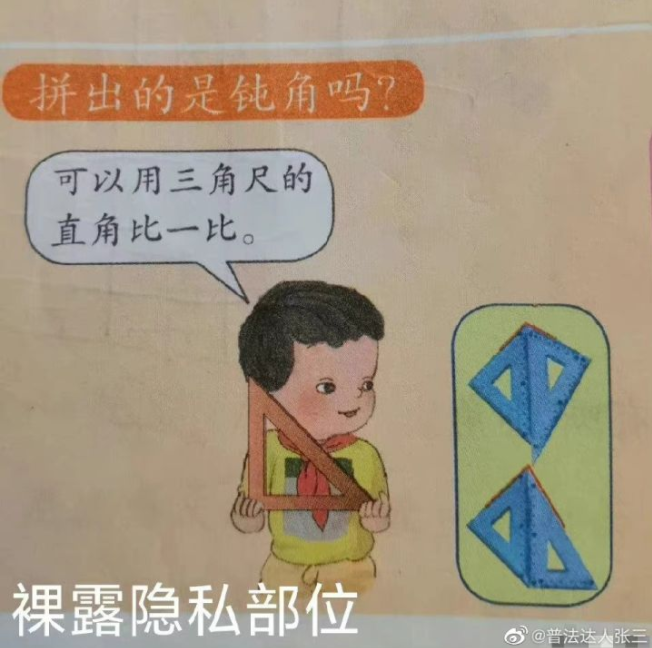 拼出的是钝角吗?
可以用三角尺的
直角比一比。
裸露隐私部位
@普法达人张三